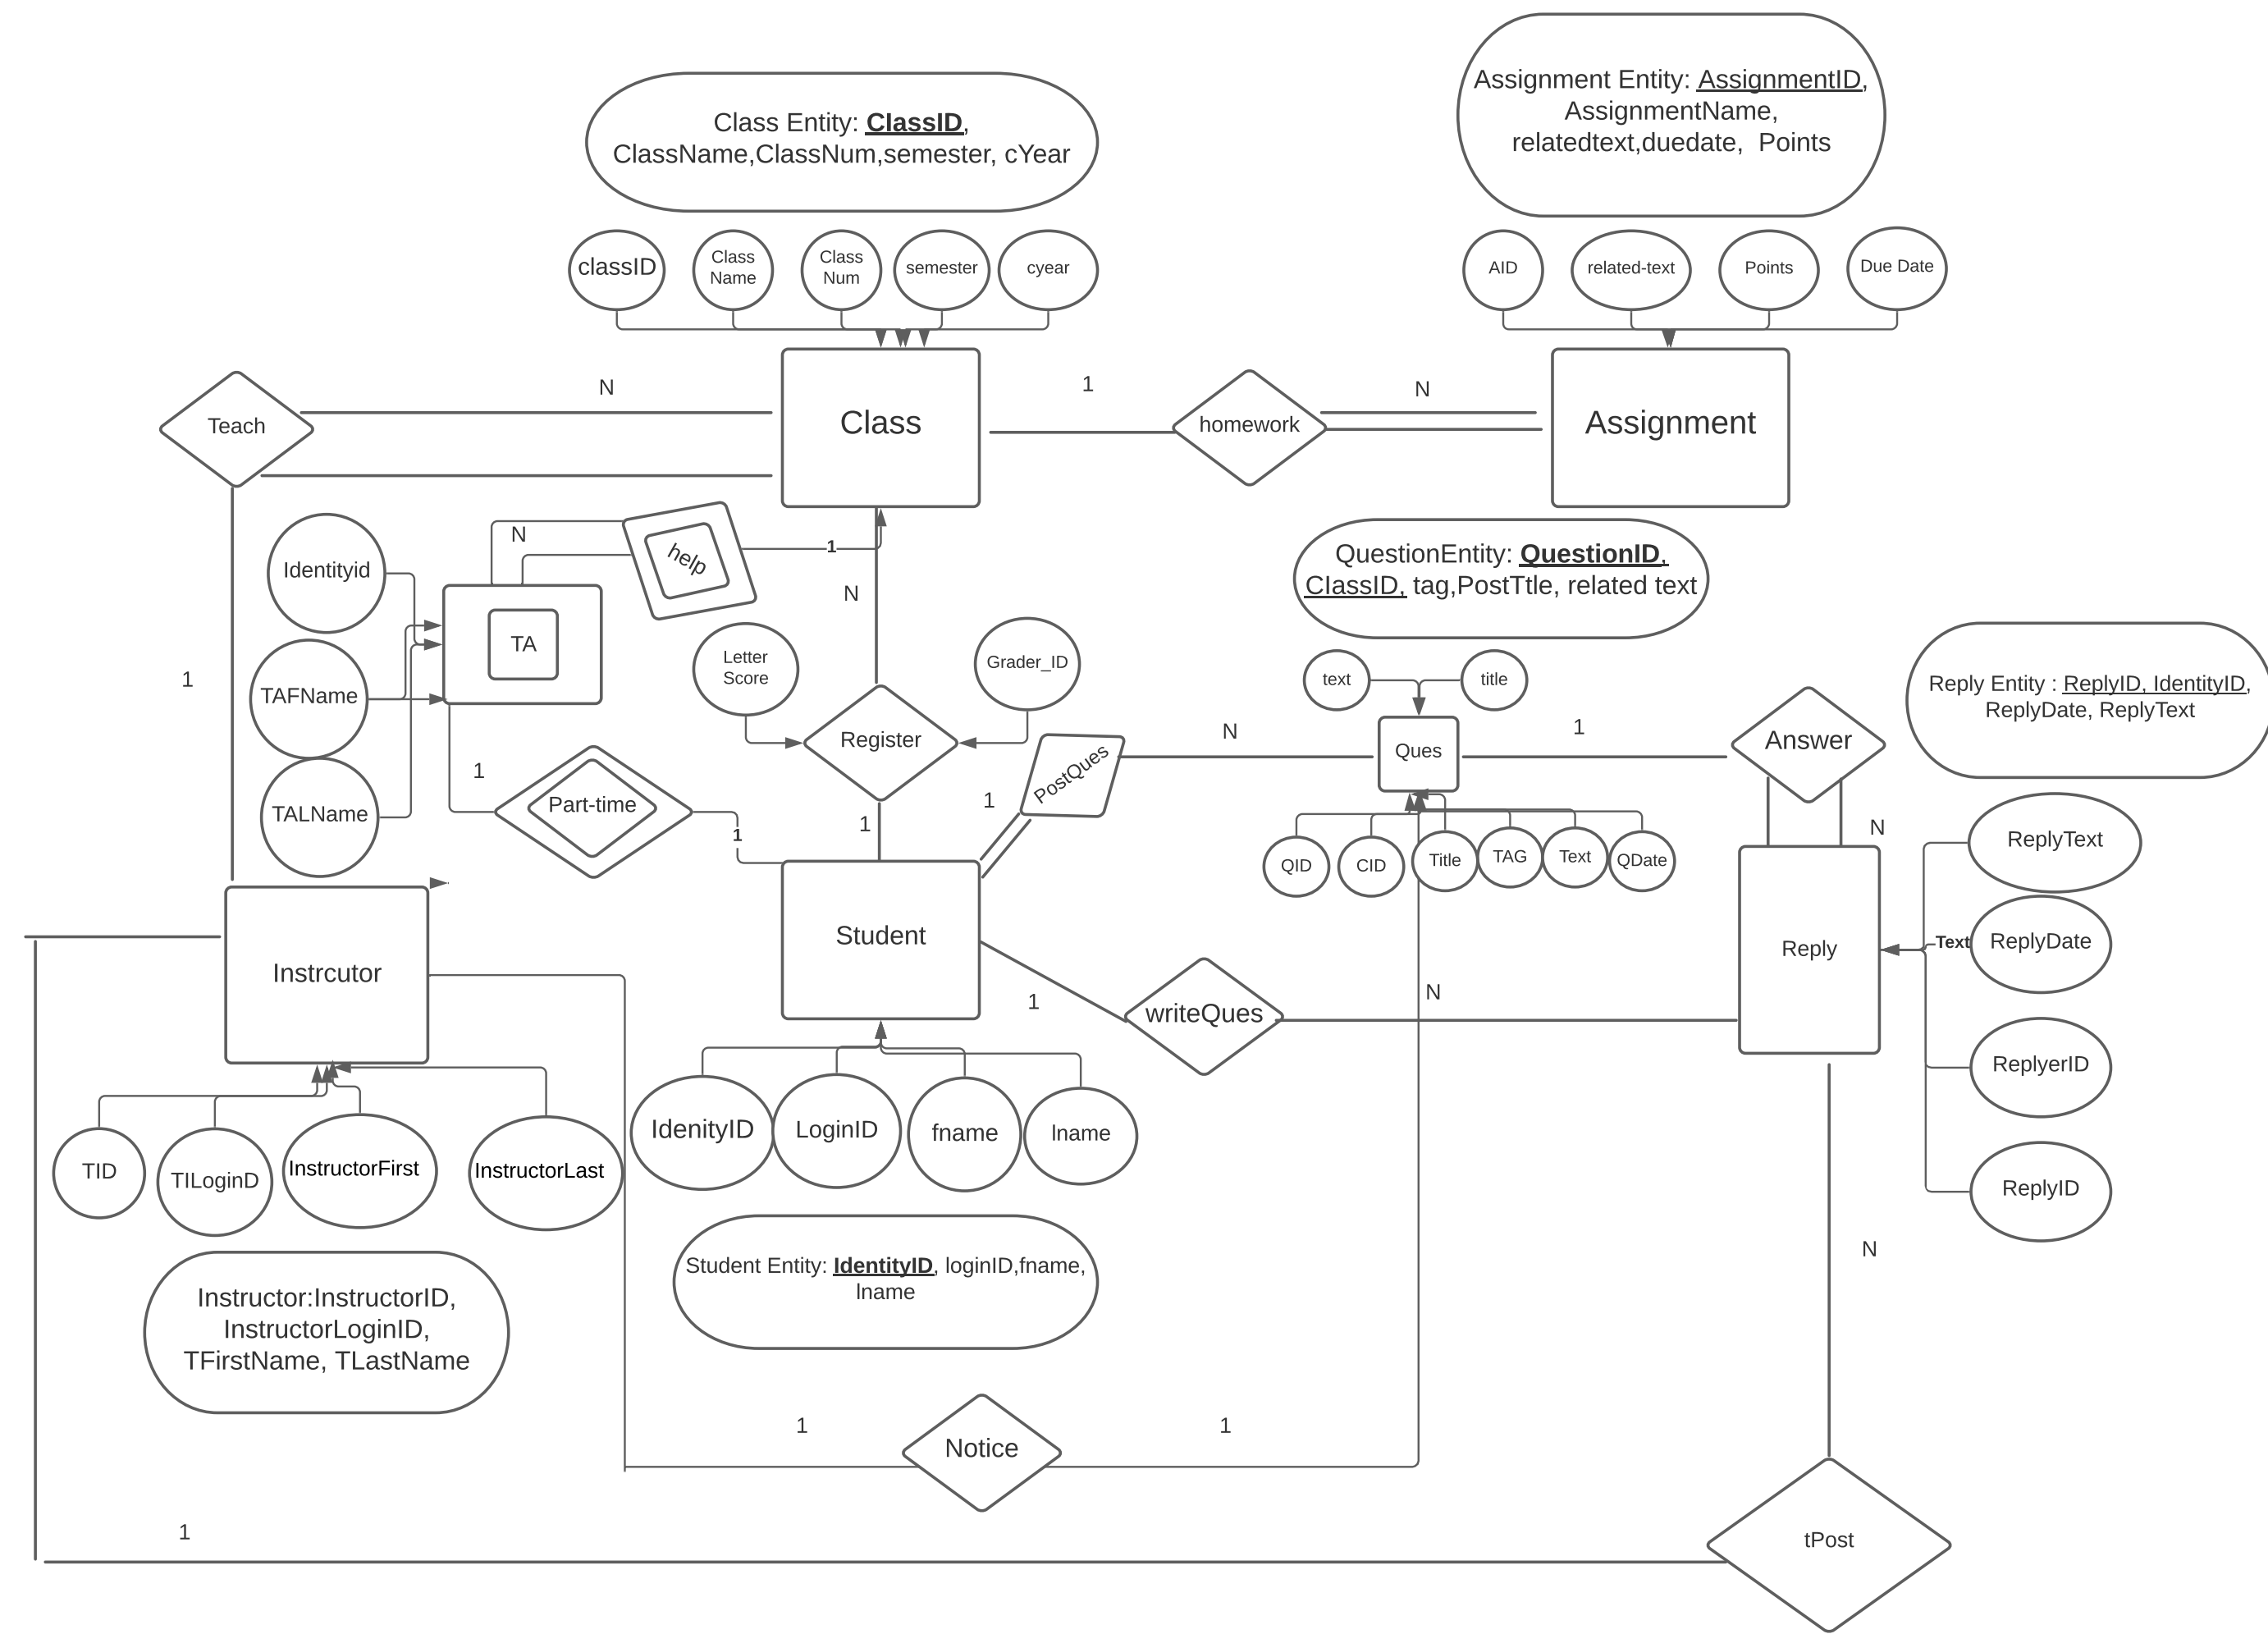 Assignment Entity: AssignmentID,
AssignmentName,
relatedtext,duedate,  Points
Class Entity: ClassID,
ClassName,ClassNum,semester, cYear
classID
Class
Name
Class
Num
semester
cyear
AID
related-text
Points
Due Date
Teach
N
Class
1
homework
N
Assignment
N
help
1
Identityid
TA
N
QuestionEntity: QuestionID,
ClassID, tag,PostTtle, related text
1
TAFName
Letter
Score
Grader_ID
text
title
Reply Entity : ReplyID, IdentityID,
ReplyDate, ReplyText
Register
PostQues
N
Ques
1
Answer
1
TALName
Part-time
1
1
1
N
ReplyText
QID
CID
Title
TAG
Text
QDate
Instrcutor
Student
Reply
Text
ReplyDate
1
writeQues
N
ReplyerID
TID
TILoginD
InstructorFirst
InstructorLast
IdenityID
LoginID
fname
lname
ReplyID
Student Entity: IdentityID, loginID,fname,
lname
N
Instructor:InstructorID,
InstructorLoginID,
TFirstName, TLastName
1
Notice
1
1
tPost